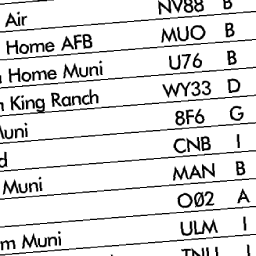 Air NV88 B
Home AFB MUO B
Home Muni U76 B
King Ranch WY33 D
Muni 8F6 G
CNB I
Muni MAN B
O02 A
Muni ULM I